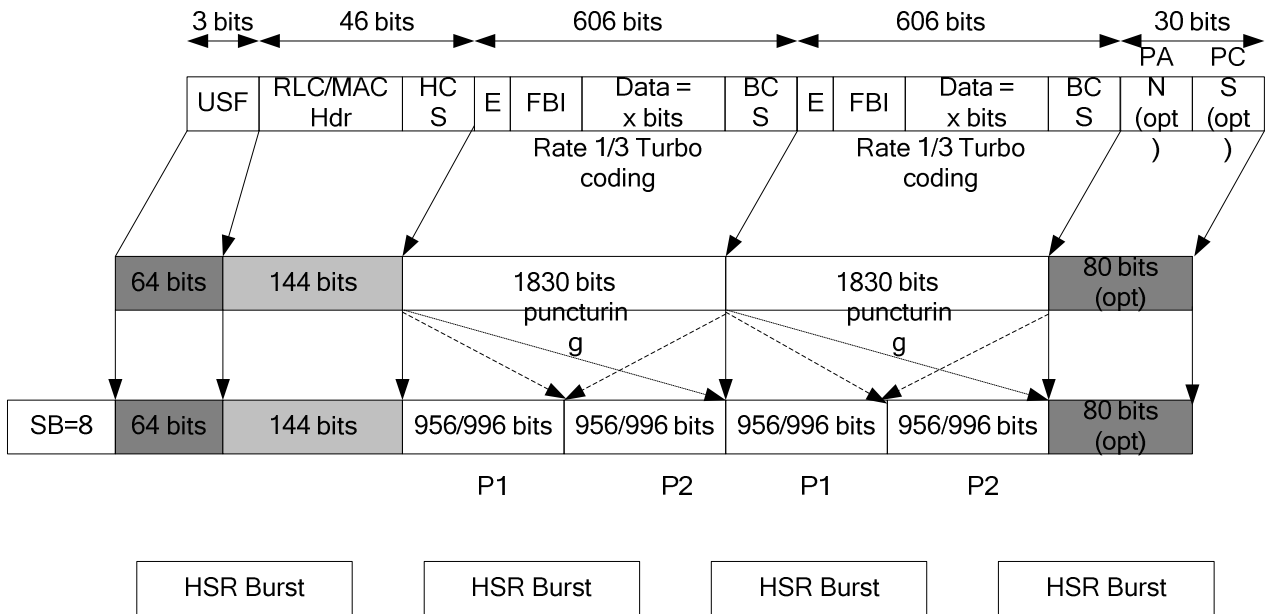 3 bits 46 bits 606 bits 606 bits 30 bits
USF
RLC/MAC
Hdr
HC
S
E
FBI
Data =
x bits
BC
S
E
FBI
Data =
x bits
BC
S
PA
N
(opt
)
PC
S
(opt
)
Rate 1/3 Turbo
coding
Rate 1/3 Turbo
coding
64 bits
144 bits
1830 bits
puncturin
g
1830 bits
puncturin
g
80 bits
(opt)
SB=8
64 bits
144 bits
956/996 bits
956/996 bits
956/996 bits
956/996 bits
80 bits
(opt)
P1 P2 P1 P2
HSR Burst HSR Burst HSR Burst HSR Burst